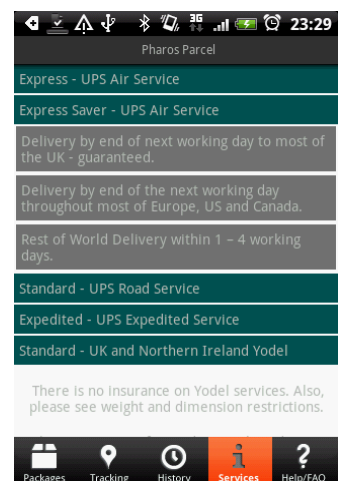 3G 23:29
Pharos Parcel
Express - UPS Air Service
Express Saver - UPS Air Service
Delivery by end of next working day to most of
the UK - guaranteed.
Delivery by end of the next working day
throughout most of Europe, US and Canada.
Rest of World Delivery within 1 – 4 working
days.
Standard - UPS Road Service
Expedited - UPS Expedited Service
Standard - UK and Northern Ireland Yodel
There is no Insurance on Yodel services. Also,
please see weight and dimension restrictions.
Packages Tracking History Services Help/FAQ